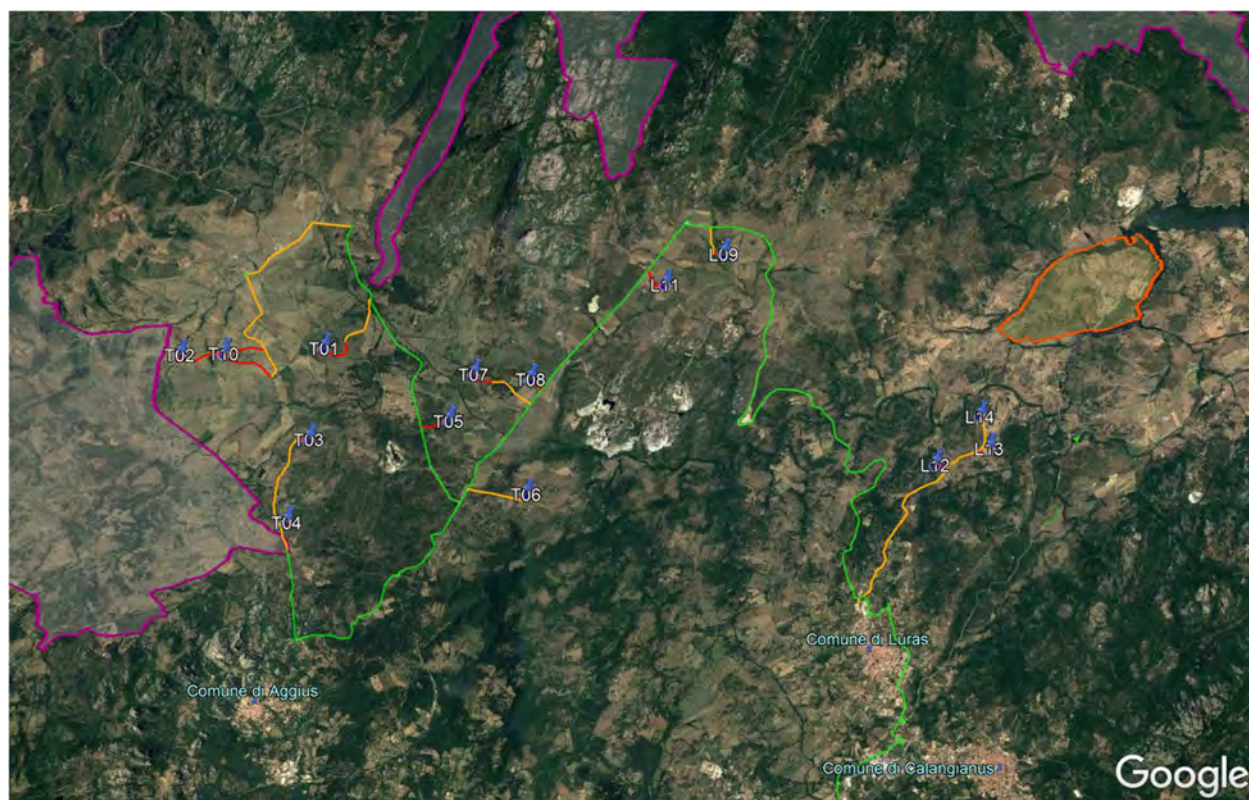 L09
L11
T02
T10
T01
T07
T08
T05
L14
T03
L13
L12
T06
T04
Comune di Luras
Comune di Aggius
Comune di Calangianus
Google